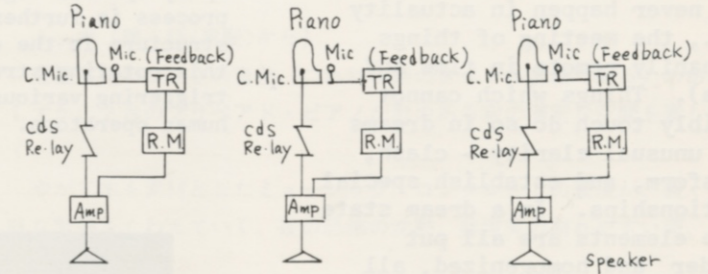 Piano
Mic. (Feedback)
C.Mic. TR
cds
Re-lay R.M.
Amp
Piano
Mic (Feedback)
C.Mic. TR
cds
Re-lay R.M.
Amp
Piano
Mic (Feedback)
C.Mic. TR
cds
Re-lay R.M.
Amp
Speaker